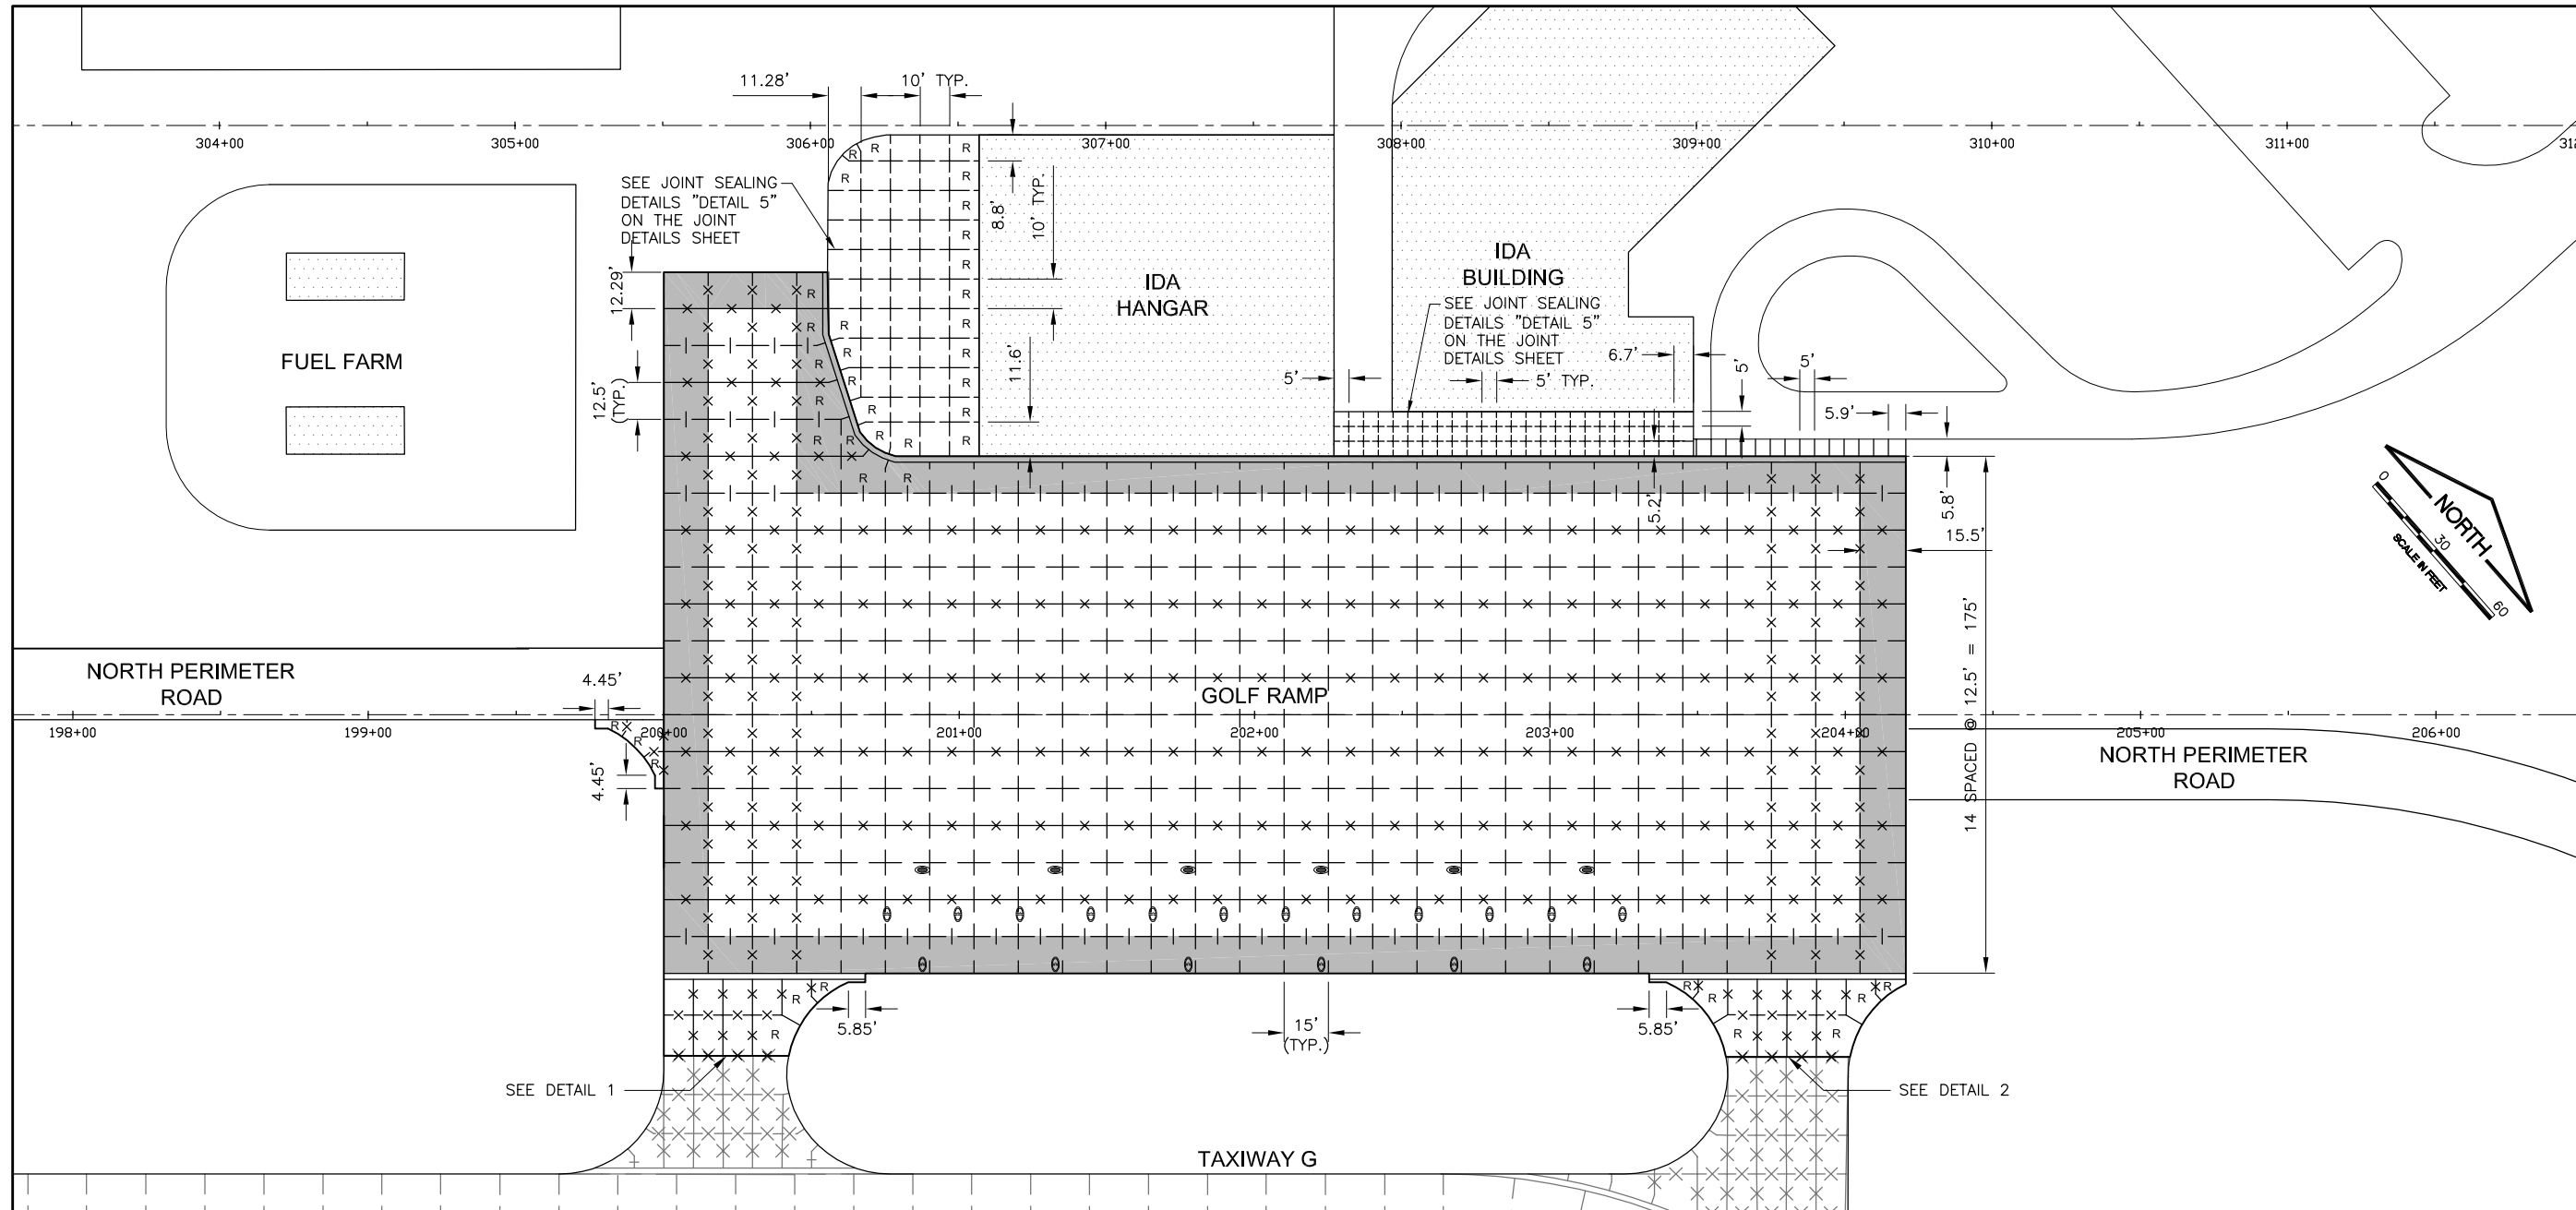 11.28'
10' TYP.
304+00
305+00
306+00
307+00
308+00
309+00
310+00
311+00
SEE JOINT SEALING
DETAILS "DETAIL 5"
ON THE JOINT
DETAILS SHEET
8.8'
10' TYP.
12.29'
12.5'
(TYP.)
11.6'
FUEL FARM
IDA
HANGAR
IDA
BUILDING
SEE JOINT SEALING
DETAILS "DETAIL 5"
ON THE JOINT
DETAILS SHEET
5'
5' TYP.
6.7'
5'
5'
5.9'
5.2'
5.8'
15.5'
NORTH
0
30
60
SCALE IN FEET
14 SPACED @ 12.5' = 175'
NORTH PERIMETER
ROAD
4.45'
4.45'
GOLF RAMP
198+00
199+00
200+00
201+00
202+00
203+00
204+00
205+00
206+00
NORTH PERIMETER
ROAD
5.85'
15'
(TYP.)
5.85'
SEE DETAIL 1
SEE DETAIL 2
TAXIWAY G